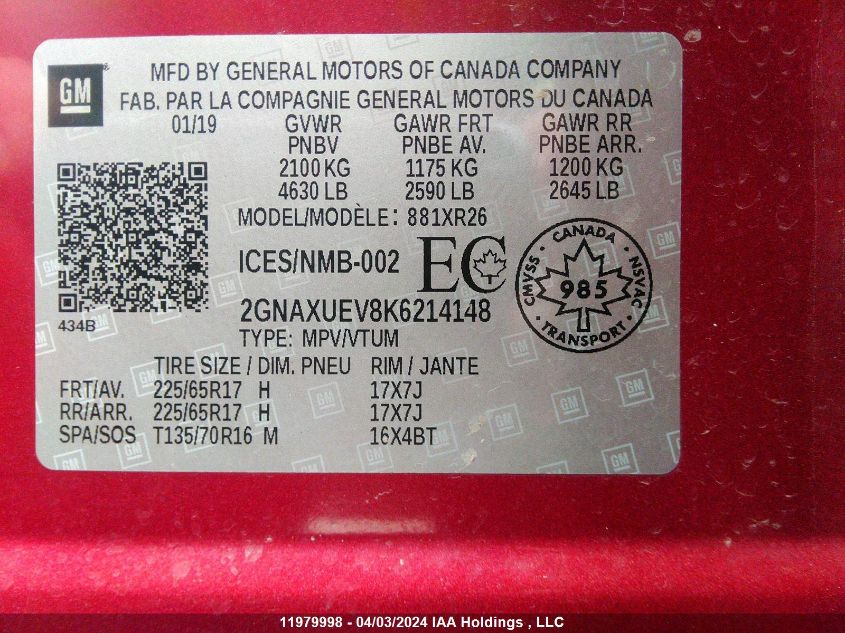 GM
MFD BY GENERAL MOTORS OF CANADA COMPANY
FAB. PAR LA COMPAGNIE GENERAL MOTORS DU CANADA
01/19 GVWR GAWR FRT GAWR RR
PNBV PNBE AV. PNBE ARR.
2100 KG 1175 KG 1200 KG
4630 LB 2590 LB 2645 LB
MODEL/MODÈLE: 881XR26
ICES/NMB-002 EC
CANADA
CMVSS 985 NSVAC
TRANSPORT
2GNAXUEV8K6214148
434B
TYPE: MPV/VTUM
TIRE SIZE / DIM. PNEU RIM / JANTE
FRT/AV. 225/65R17 H 17X7J
RR/ARR. 225/65R17 H 17X7J
SPA/SOS T135/70R16 M 16X4BT
11979998 - 04/03/2024 IAA Holdings , LLC